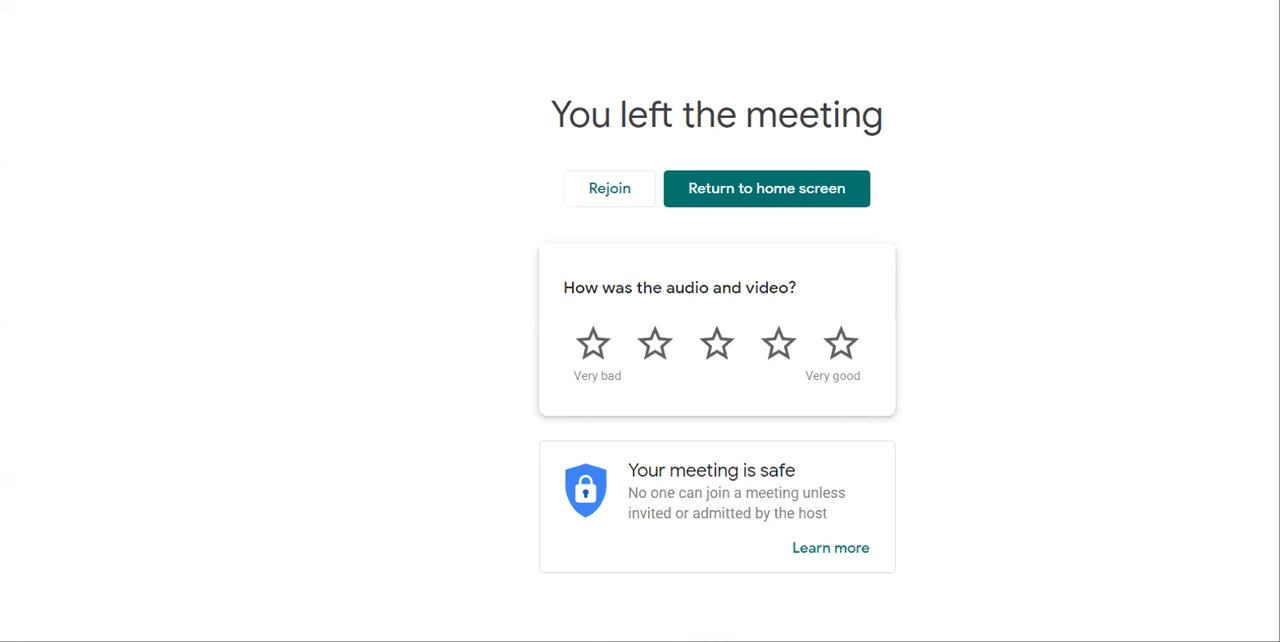 You left the meeting
Rejoin
Return to home screen
How was the audio and video?
Very bad
Very good
Your meeting is safe
No one can join a meeting unless
invited or admitted by the host
Learn more